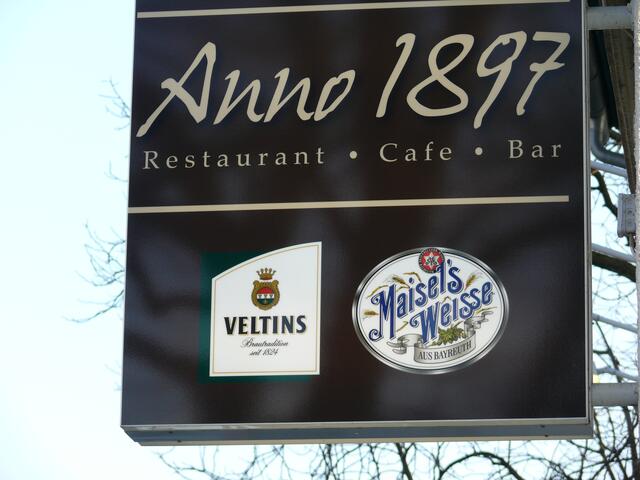 Anno 1897
Restaurant • Cafe • Bar
VELTINS
Brautradition
seit 1824
Maisel's
Weisse
AUS BAYREUTH